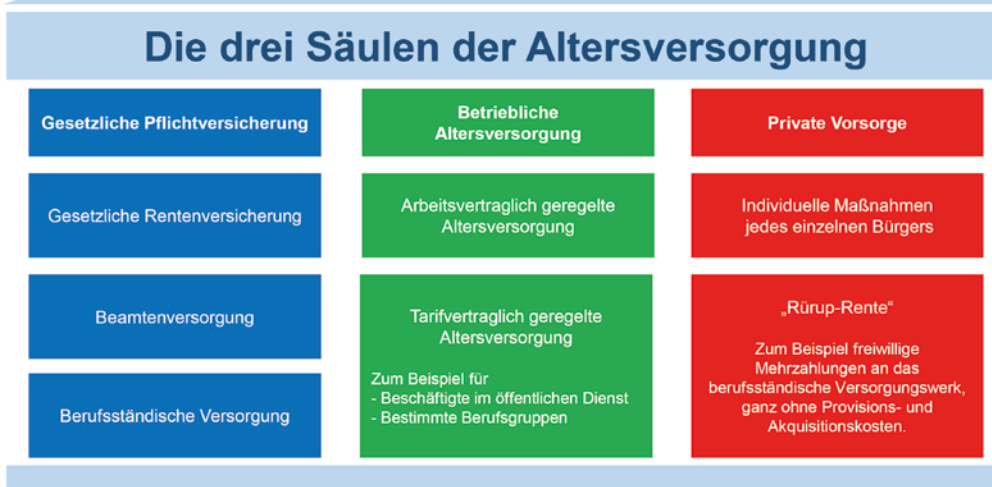 Die drei Säulen der Altersversorgung
Gesetzliche Pflichtversicherung
Gesetzliche Rentenversicherung
Beamtenversorgung
Berufsständische Versorgung
Betriebliche
Altersversorgung
Arbeitsvertraglich geregelte
Altersversorgung
Tarifvertraglich geregelte
Altersversorgung
Zum Beispiel für
- Beschäftigte im öffentlichen Dienst
- Bestimmte Berufsgruppen
Private Vorsorge
Individuelle Maßnahmen
jedes einzelnen Bürgers
„Rürup-Rente“
Zum Beispiel freiwillige
Mehrzahlungen an das
berufsständische Versorgungswerk,
ganz ohne Provisions- und
Akquisitionskosten.